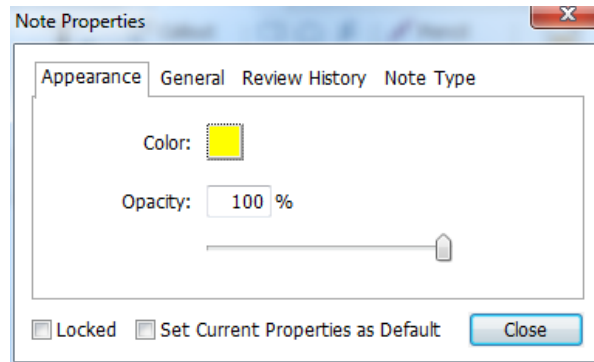 Note Properties
Appearance General Review History Note Type
Color:
Opacity: 100 %
Locked Set Current Properties as Default Close